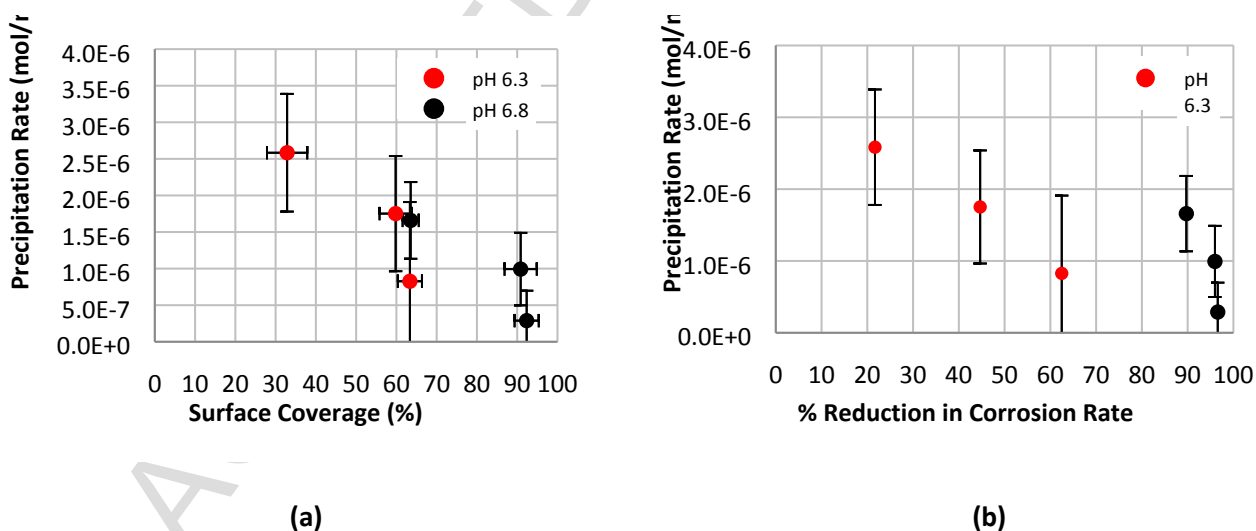 Precipitation Rate (mol/
4.0E-6
3.5E-6
3.0E-6
2.5E-6
2.0E-6
1.5E-6
1.0E-6
5.0E-7
0.0E+0
pH 6.3
pH 6.8
0 10 20 30 40 50 60 70 80 90 100
Surface Coverage (%)
(a)
Precipitation Rate (mol/
4.0E-6
3.0E-6
2.0E-6
1.0E-6
0.0E+0
pH
6.3
0 10 20 30 40 50 60 70 80 90 100
% Reduction in Corrosion Rate
(b)